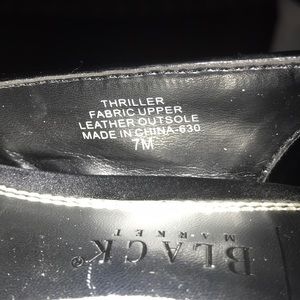 THRILLER
FABRIC UPPER
LEATHER OUTSOLE
MADE IN CHINA-630
7M
BLACK®
MARKET